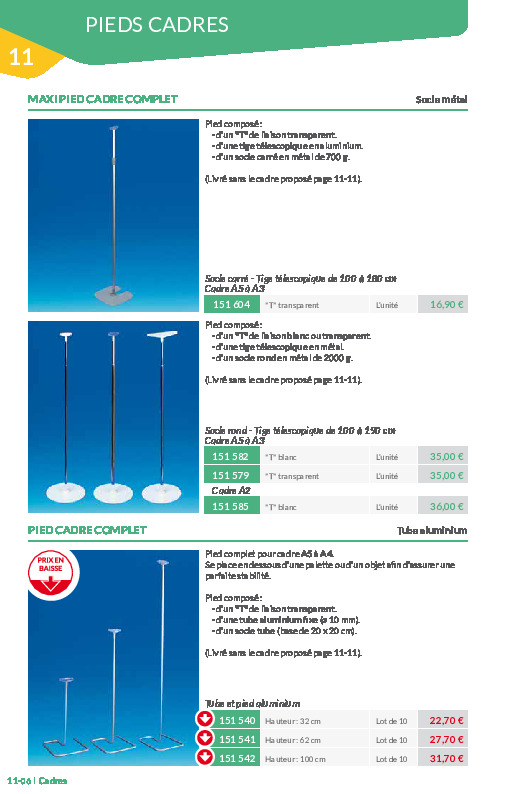 PIEDS CADRES
11
MAXI PIED CADRE COMPLET
Socle métal
Pied composé :
- d'un "T" de liaison transparent.
- d'une tige télescopique en aluminium.
- d'un socle carré en métal de 700 g.
(Livré sans le cadre proposé page 11-11).
Socle carré - Tige télescopique de 100 à 180 cm
Cadre A5 à A3
151 604 "T" transparent L'unité 16,90 €
Pied composé :
- d'un "T" de liaison blanc ou transparent.
- d'une tige télescopique en métal.
- d'un socle rond en métal de 2000 g.
(Livré sans le cadre proposé page 11-11).
Socle rond - Tige télescopique de 100 à 190 cm
Cadre A5 à A3
151 582 "T" blanc L'unité 35,00 €
151 579 "T" transparent L'unité 35,00 €
Cadre A2
151 585 "T" blanc L'unité 36,00 €
PIED CADRE COMPLET
Tube aluminium
PRIX EN
BAISSE
Pied complet pour cadre A5 à A4.
Se place en dessous d'une palette ou d'un objet afin d'assurer une
parfaite stabilité.
Pied composé :
- d'un "T" de liaison transparent.
- d'une tube aluminium fixe (ø 10 mm).
- d'un socle tube (base de 20 x 20 cm).
(Livré sans le cadre proposé page 11-11).
Tube et pied aluminium
151 540 Hauteur : 32 cm Lot de 10 22,70 €
151 541 Hauteur : 62 cm Lot de 10 27,70 €
151 542 Hauteur : 100 cm Lot de 10 31,70 €
11-06 I Cadres